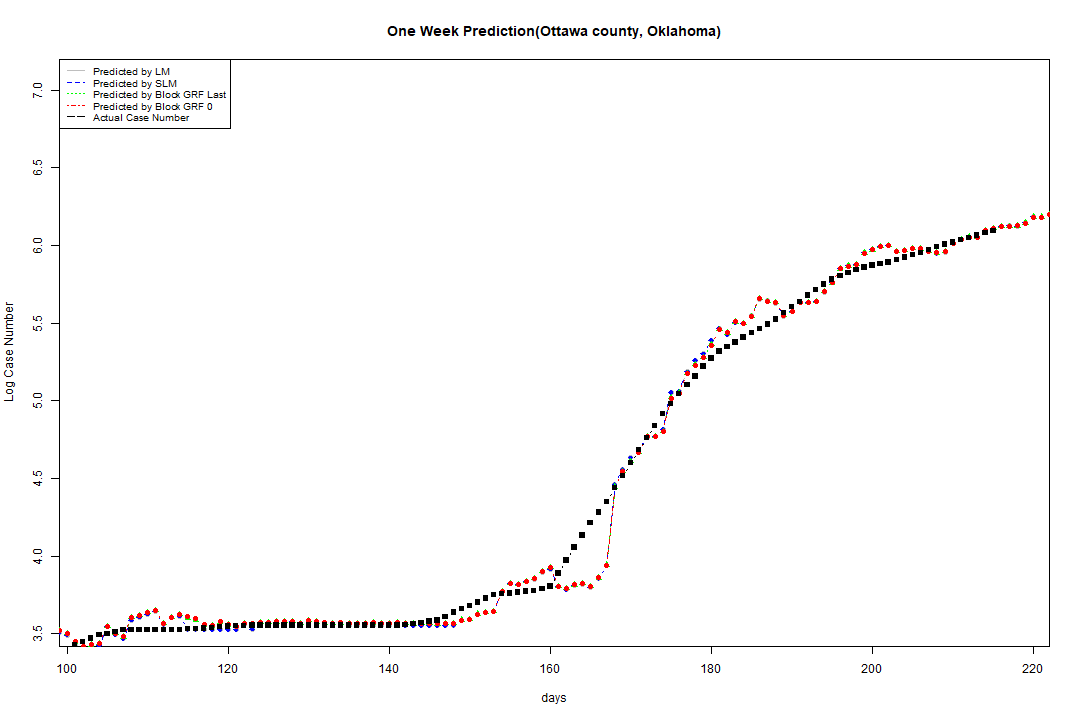 One Week Prediction(Ottawa county, Oklahoma)
Predicted by LM
Predicted by SLM
Predicted by Block GRF Last
Predicted by Block GRF 0
Actual Case Number
Log Case Number
7.0
6.5
6.0
5.5
5.0
4.5
4.0
3.5
100 120 140 160 180 200 220
days